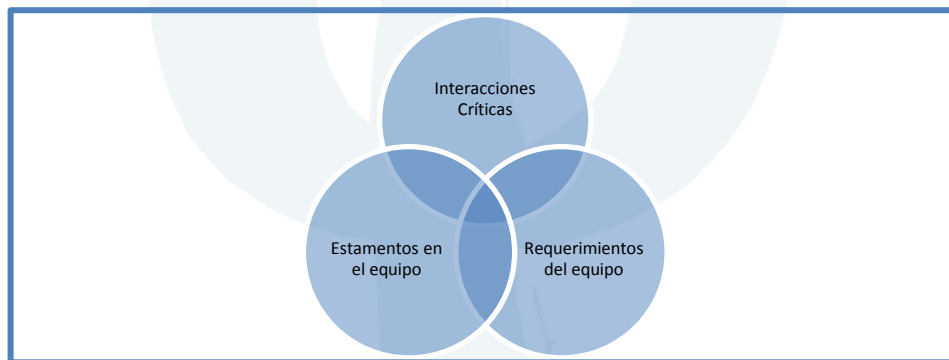 Interacciones
Críticas
Estamentos en
el equipo
Requerimientos
del equipo